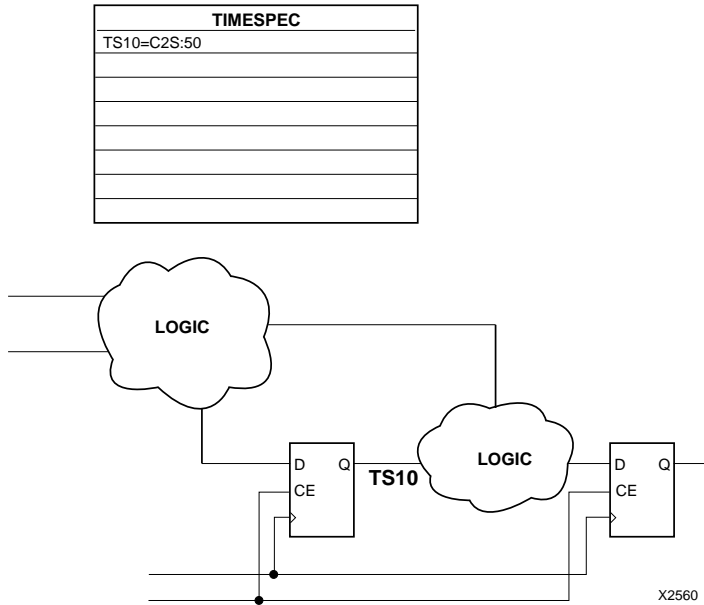 TIMESPEC
TS10=C2S:50
LOGIC
LOGIC
D Q
TS10
CE
D Q
CE
X2560